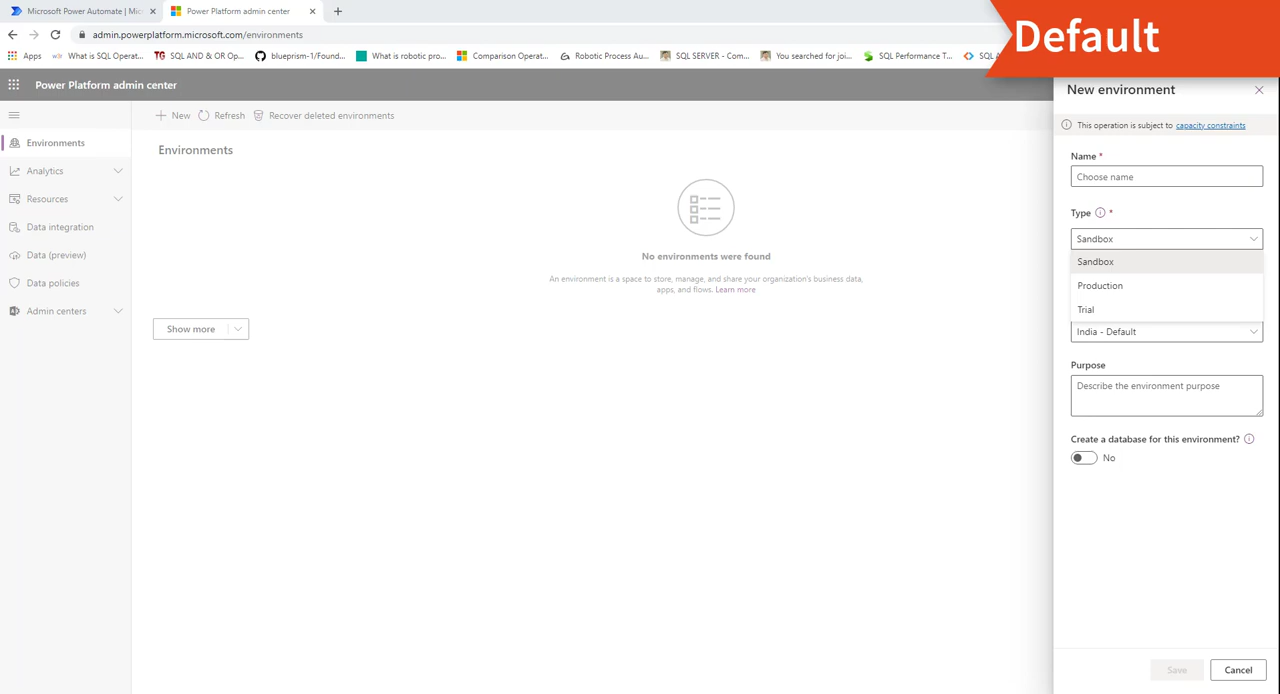 Microsoft Power Automate | Mic
Power Platform admin center
admin.powerplatform.microsoft.com/environments
Default
Apps
What is SQL Operat...
SQL AND & OR Op...
blueprism-1/Found...
What is robotic pro...
Comparison Operat...
Robotic Process Au...
SQL SERVER - Com...
You searched for joi...
SQL Performance T...
SQL A
Power Platform admin center
New
Refresh
Recover deleted environments
Environments
Analytics
Resources
Data integration
Data (preview)
Data policies
Admin centers
Environments
No environments were found
An environment is a space to store, manage, and share your organization's business data,
apps, and flows. Learn more
Show more
New environment
This operation is subject to capacity constraints
Name *
Choose name
Type *
Sandbox
Sandbox
Production
Trial
India - Default
Purpose
Describe the environment purpose
Create a database for this environment?
No
Save
Cancel